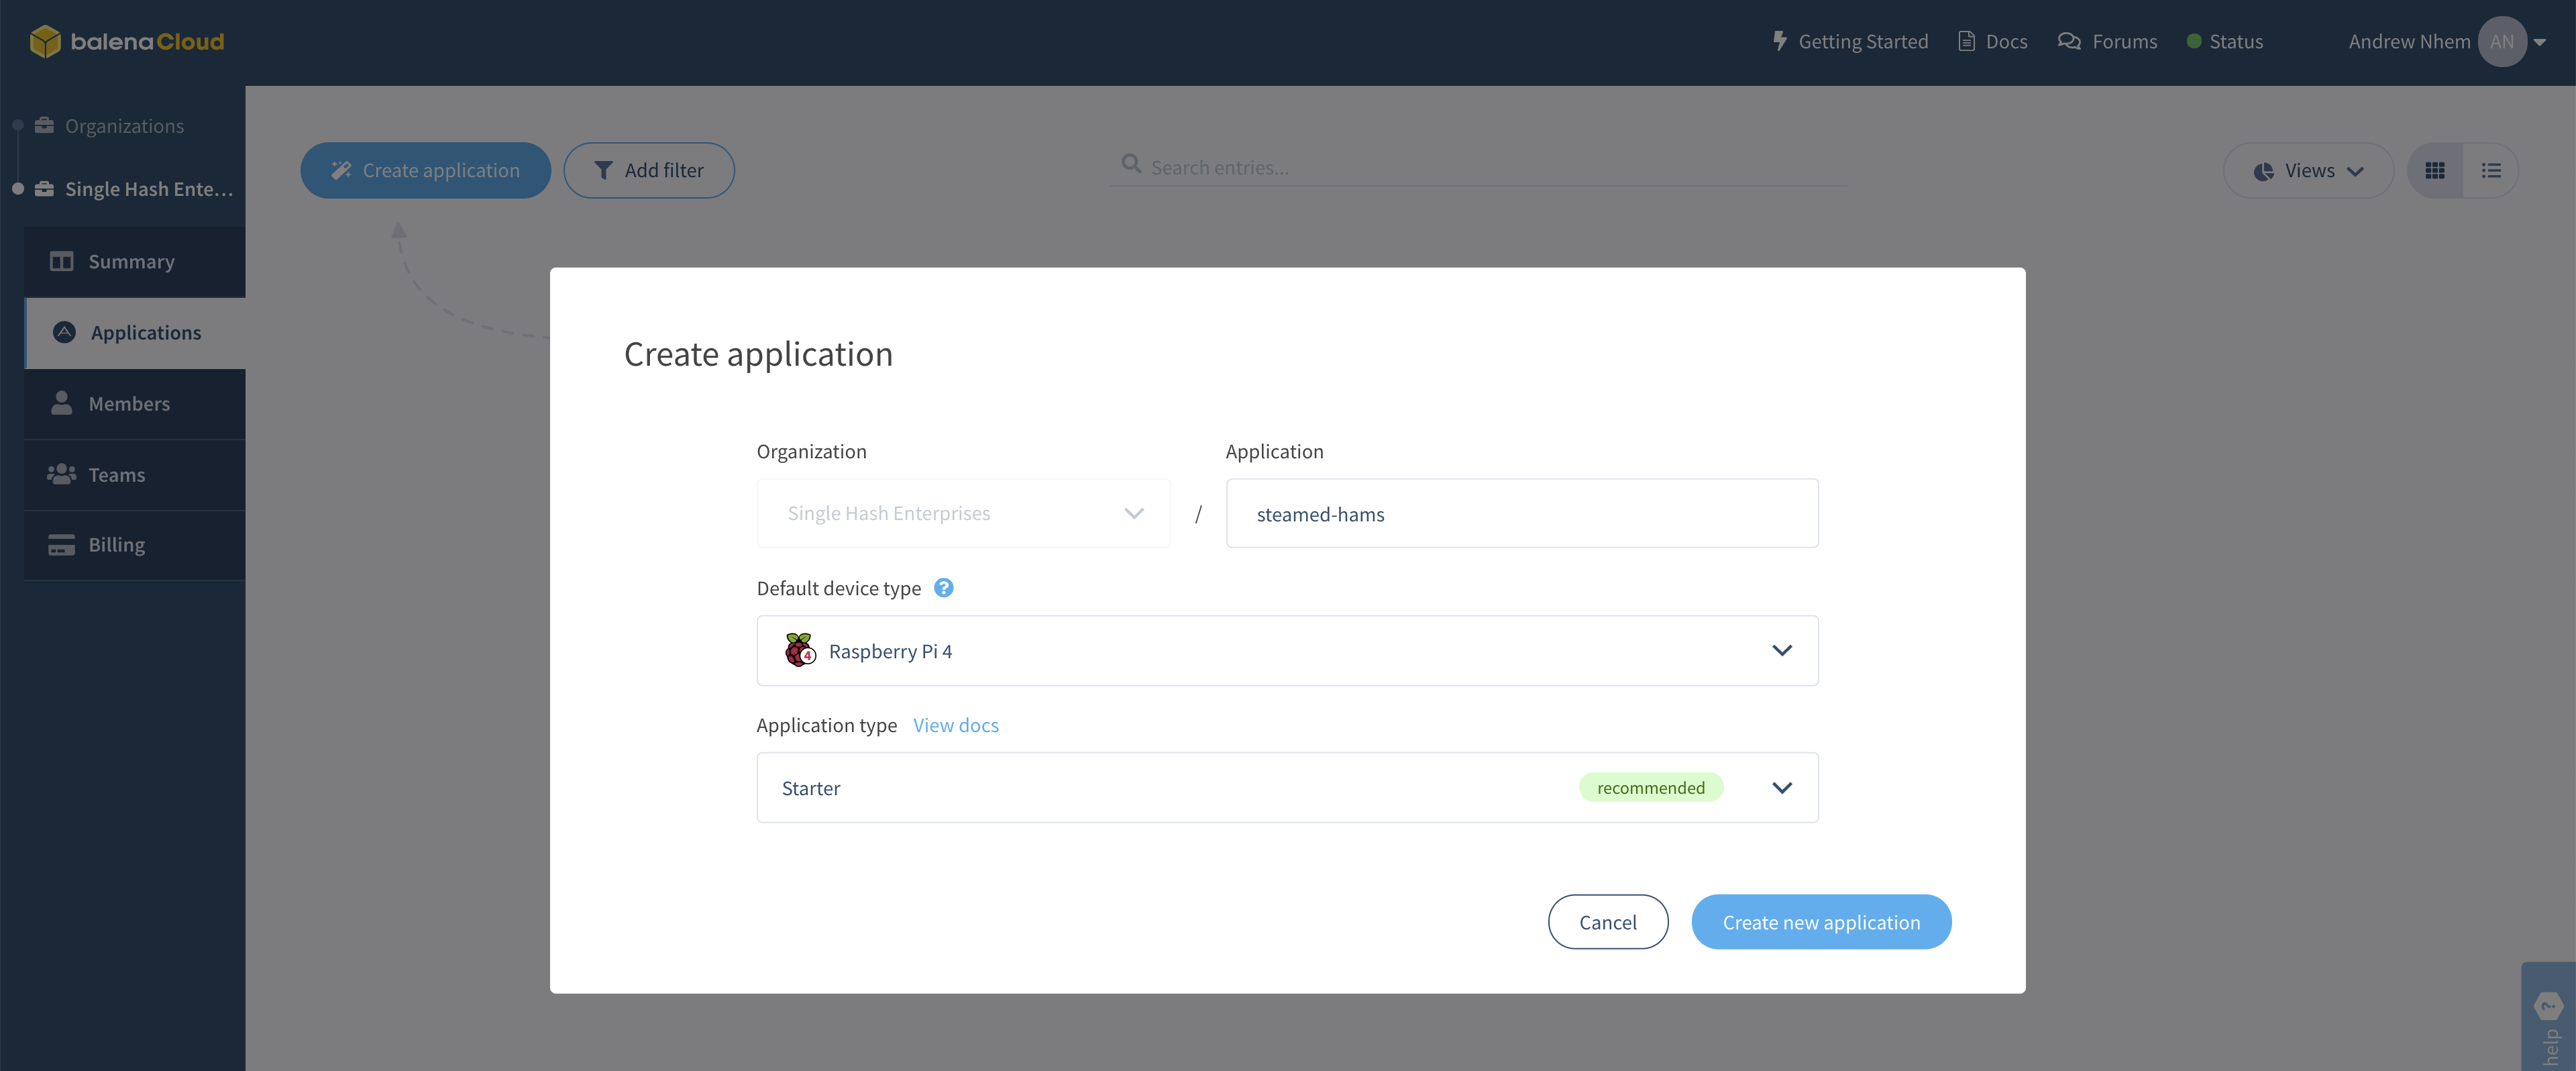 balenaCloud
Getting Started
Docs
Forums
Status
Andrew Nhem
AN
Organizations
Single Hash Ente...
Summary
Applications
Members
Teams
Billing
Create application
Add filter
Search entries...
Views
Create application
Organization
Application
Single Hash Enterprises
/
steamed-hams
Default device type ?
4
Raspberry Pi 4
Application type View docs
Starter
recommended
Cancel
Create new application
help